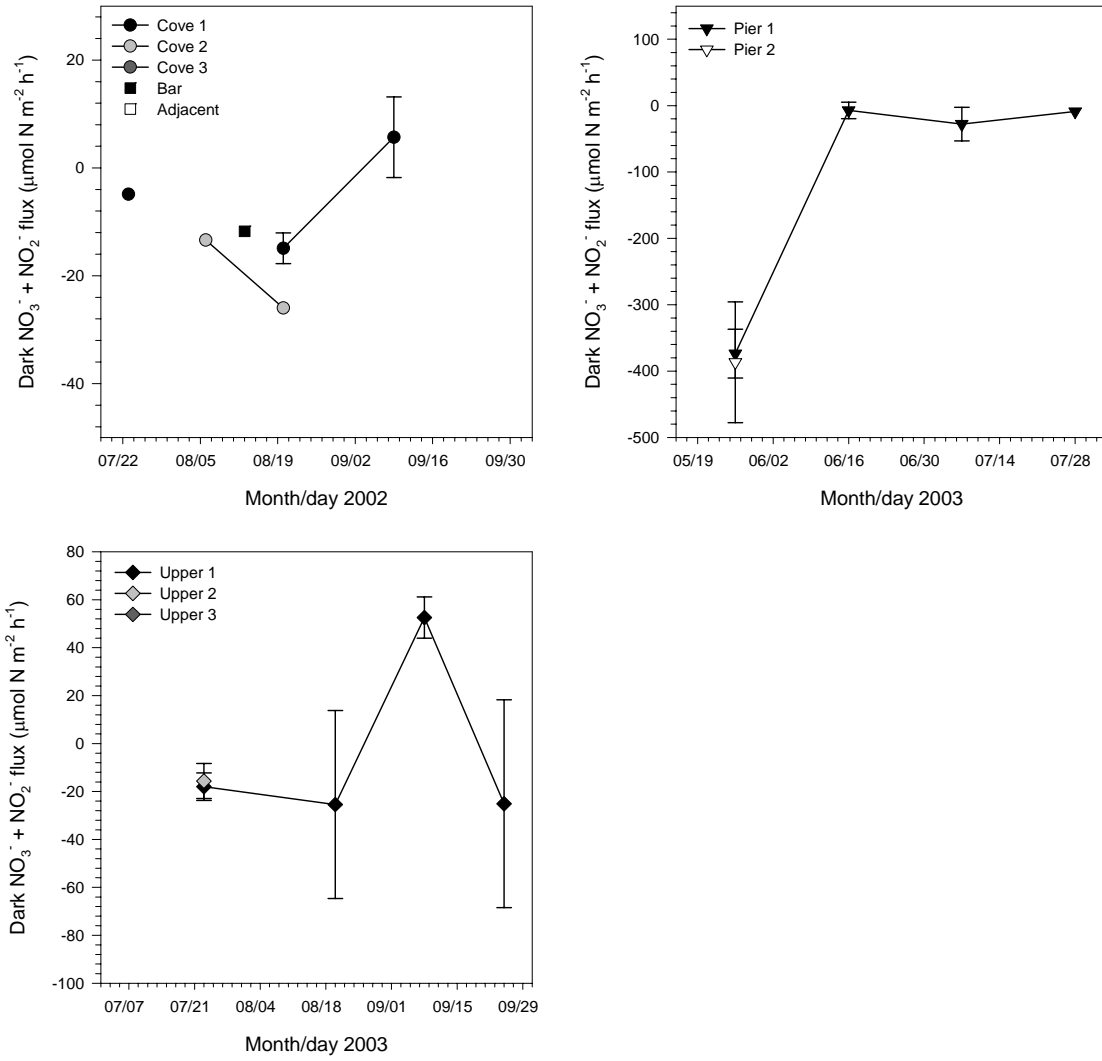 Cove 1
Cove 2
Cove 3
Bar
Adjacent
20
0
-20
-40
07/22 08/05 08/19 09/02 09/16 09/30
Month/day 2002
Dark NO₃⁻ + NO₂⁻ flux (μmol N m⁻² h⁻¹)
Pier 1
Pier 2
100
0
-100
-200
-300
-400
-500
05/19 06/02 06/16 06/30 07/14 07/28
Month/day 2003
Dark NO₃⁻ + NO₂⁻ flux (μmol N m⁻² h⁻¹)
Upper 1
Upper 2
Upper 3
80
60
40
20
0
-20
-40
-60
-80
-100
07/07 07/21 08/04 08/18 09/01 09/15 09/29
Month/day 2003
Dark NO₃⁻ + NO₂⁻ flux (μmol N m⁻² h⁻¹)